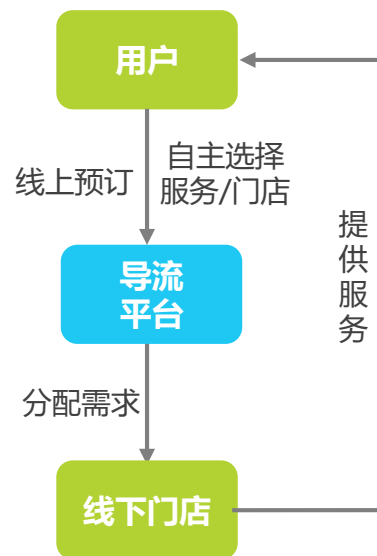 用户
线上预订
自主选择
服务/门店
提
供
服
务
导流
平台
分配需求
线下门店